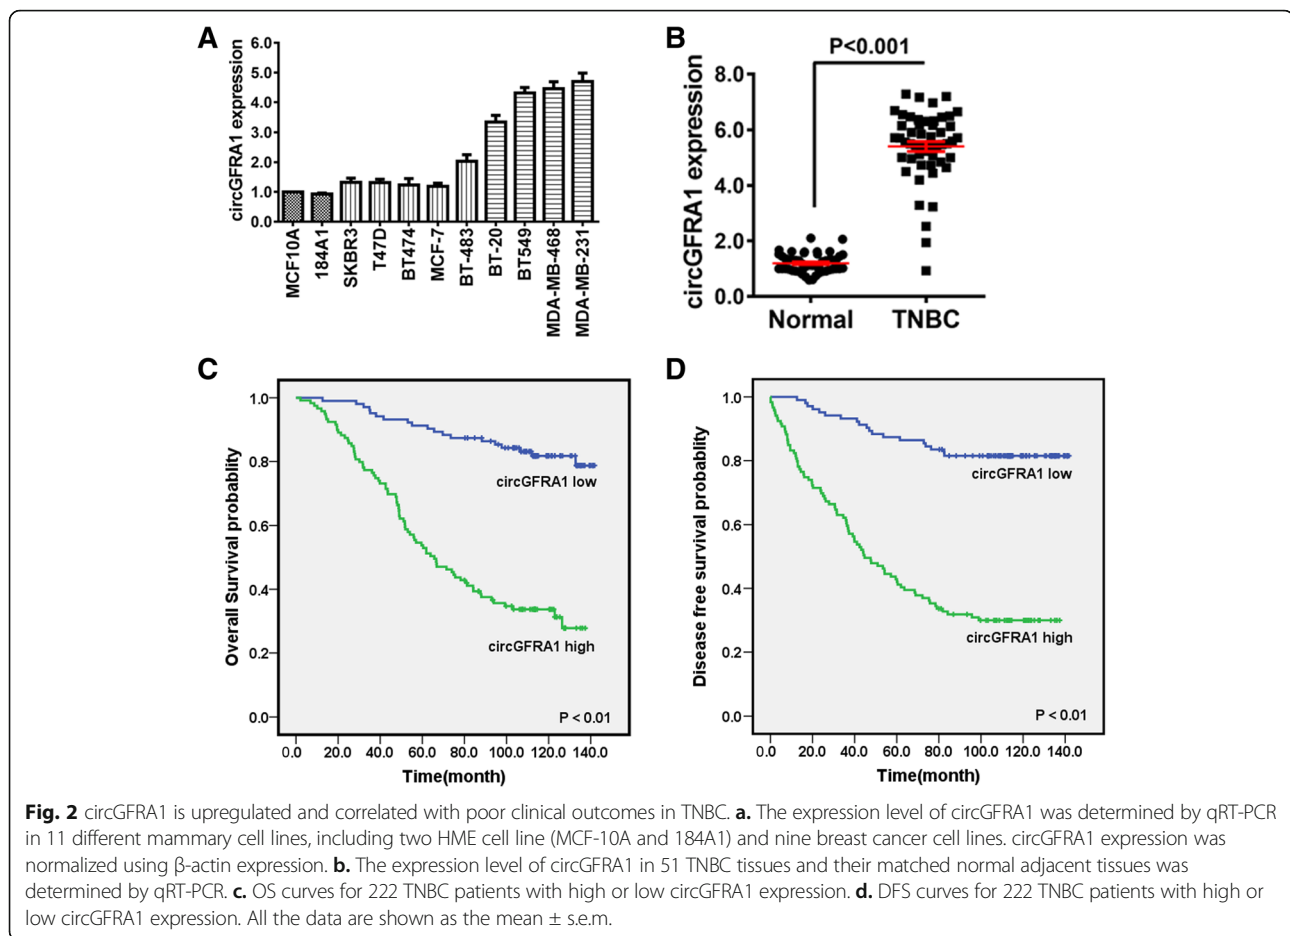 A
circGFRA1 expression
6.0
5.0
4.0
3.0
2.0
1.0
0.0
MCF10A
184A1
SKBR3
T47D
BT474
MCF-7
BT-483
BT-20
BT549
MDA-MB-468
MDA-MB-231
B
P<0.001
circGFRA1 expression
8.0
6.0
4.0
2.0
0.0
Normal TNBC
C
Overall Survival probablity
1.0
0.8
0.6
0.4
0.2
0.0
circGFRA1 low
circGFRA1 high
P < 0.01
0.0 20.0 40.0 60.0 80.0 100.0 120.0 140.0
Time(month)
D
Disease free survival probablity
1.0
0.8
0.6
0.4
0.2
0.0
circGFRA1 low
circGFRA1 high
P < 0.01
0.0 20.0 40.0 60.0 80.0 100.0 120.0 140.0
Time(month)
Fig. 2 circGFRA1 is upregulated and correlated with poor clinical outcomes in TNBC. a. The expression level of circGFRA1 was determined by qRT-PCR
in 11 different mammary cell lines, including two HME cell line (MCF-10A and 184A1) and nine breast cancer cell lines. circGFRA1 expression was
normalized using β-actin expression. b. The expression level of circGFRA1 in 51 TNBC tissues and their matched normal adjacent tissues was
determined by qRT-PCR. c. OS curves for 222 TNBC patients with high or low circGFRA1 expression. d. DFS curves for 222 TNBC patients with high or
low circGFRA1 expression. All the data are shown as the mean ± s.e.m.